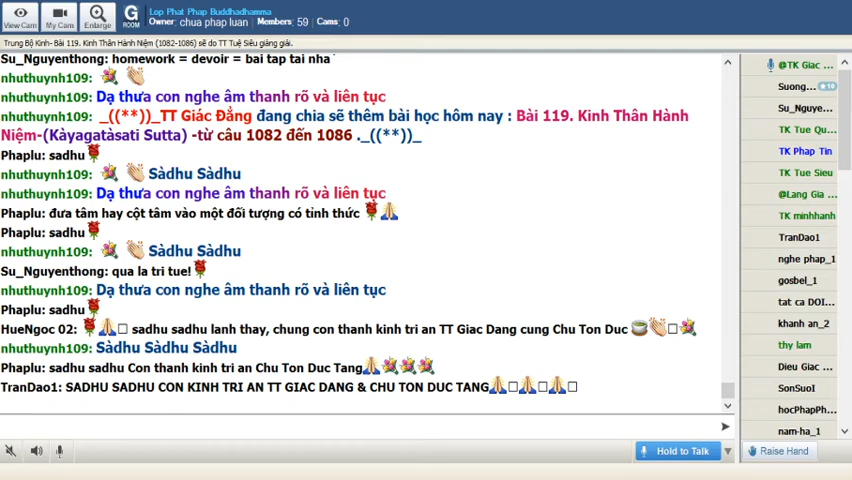 View Cam
My Cam
Enlarge
G ROOM
Lop Phat Phap Buddhadhamma
Owner: chua phap luan Members: 59 Cams: 0
Trung Bộ Kinh- Bài 119. Kinh Thân Hành Niệm (1082-1086) sẽ do TT Tuệ Siêu giảng giải.
Su_Nguyenthong: homework = devoir = bai tap tai nha
nhuthuynh109:
nhuthuynh109: Dạ thưa con nghe âm thanh rõ và liên tục
nhuthuynh109: _((**))_TT Giác Đẳng đang chia sẽ thêm bài học hôm nay : Bài 119. Kinh Thân Hành
Niệm-(Kàyagatàsati Sutta) -từ câu 1082 đến 1086 ._((**))_
Phaplu: sadhu
nhuthuynh109: Sàdhu Sàdhu
nhuthuynh109: Dạ thưa con nghe âm thanh rõ và liên tục
Phaplu: đưa tâm hay cột tâm vào một đối tượng có tỉnh thức
Phaplu: sadhu
nhuthuynh109: Sàdhu Sàdhu
Su_Nguyenthong: qua la tri tue!
nhuthuynh109: Dạ thưa con nghe âm thanh rõ và liên tục
Phaplu: sadhu
HueNgoc 02: sadhu sadhu lanh thay, chung con thanh kinh tri an TT Giac Dang cung Chu Ton Duc
nhuthuynh109: Sàdhu Sàdhu Sàdhu
Phaplu: sadhu sadhu Con thanh kinh tri an Chu Ton Duc Tang
TranDao1: SADHU SADHU CON KINH TRI AN TT GIAC DANG & CHU TON DUC TANG
@TK Giac ...
Suong... 10
Su_Nguye...
TK Tue Qu...
TK Phap Tin
TK Tue Sieu
@Lang Gia ...
TK minhhanh
TranDao1
nghe phap_1
gosbel_1
tat ca DOI...
khanh an_2
thy lam
Dieu Giac ...
SonSuoI
hocPhapPh...
nam-ha_1
Hold to Talk
Raise Hand